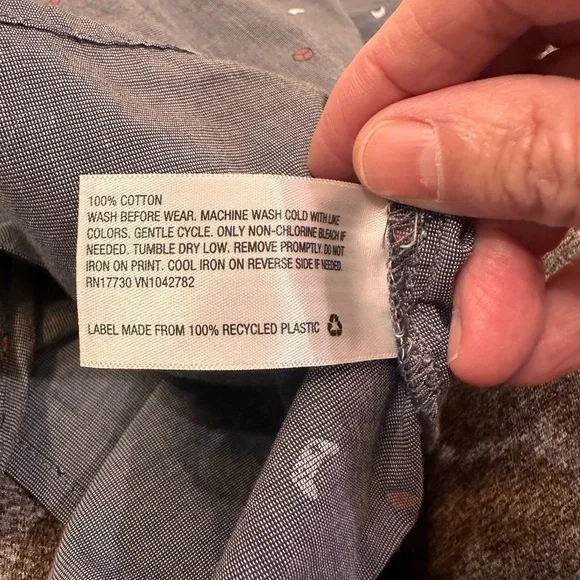 100% COTTON
WASH BEFORE WEAR. MACHINE WASH COLD WITH LIKE
COLORS. GENTLE CYCLE. ONLY NON-CHLORINE BLEACH IF
NEEDED. TUMBLE DRY LOW. REMOVE PROMPTLY. DO NOT
IRON ON PRINT. COOL IRON ON REVERSE SIDE IF NEEDED.
RN17730 VN1042782
LABEL MADE FROM 100% RECYCLED PLASTIC